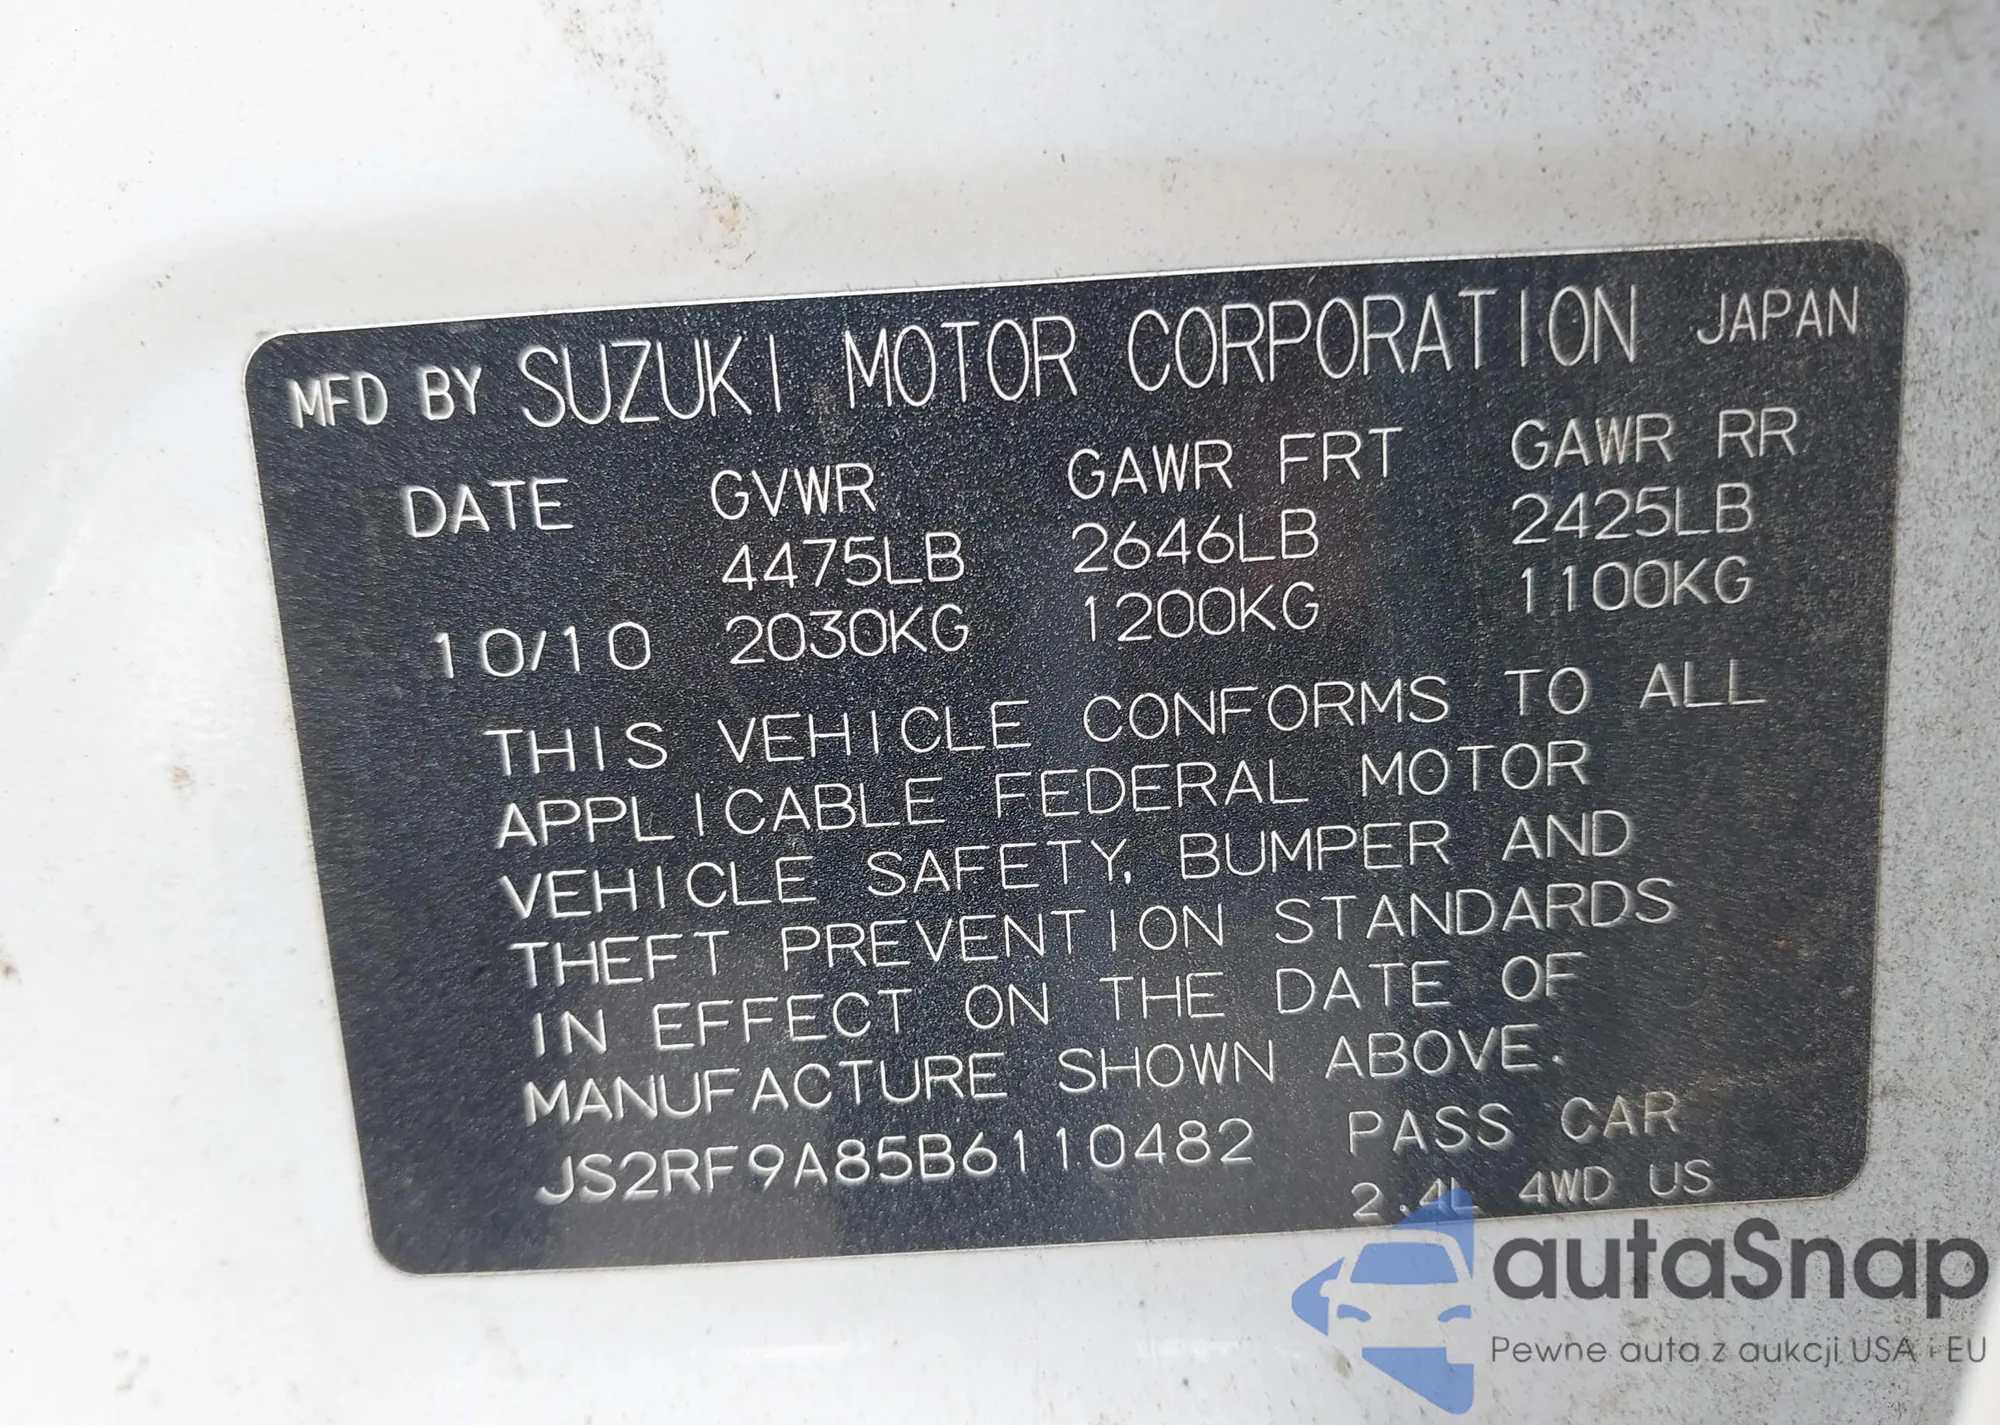 MFD BY SUZUKI MOTOR CORPORATION JAPAN
DATE GVWR GAWR FRT GAWR RR
4475LB 2646LB 2425LB
10/10 2030KG 1200KG 1100KG
THIS VEHICLE CONFORMS TO ALL
APPLICABLE FEDERAL MOTOR
VEHICLE SAFETY, BUMPER AND
THEFT PREVENTION STANDARDS
IN EFFECT ON THE DATE OF
MANUFACTURE SHOWN ABOVE.
JS2RF9A85B6110482 PASS CAR
2.4L 4WD US
autaSnap
Pewne auta z aukcji USA i EU